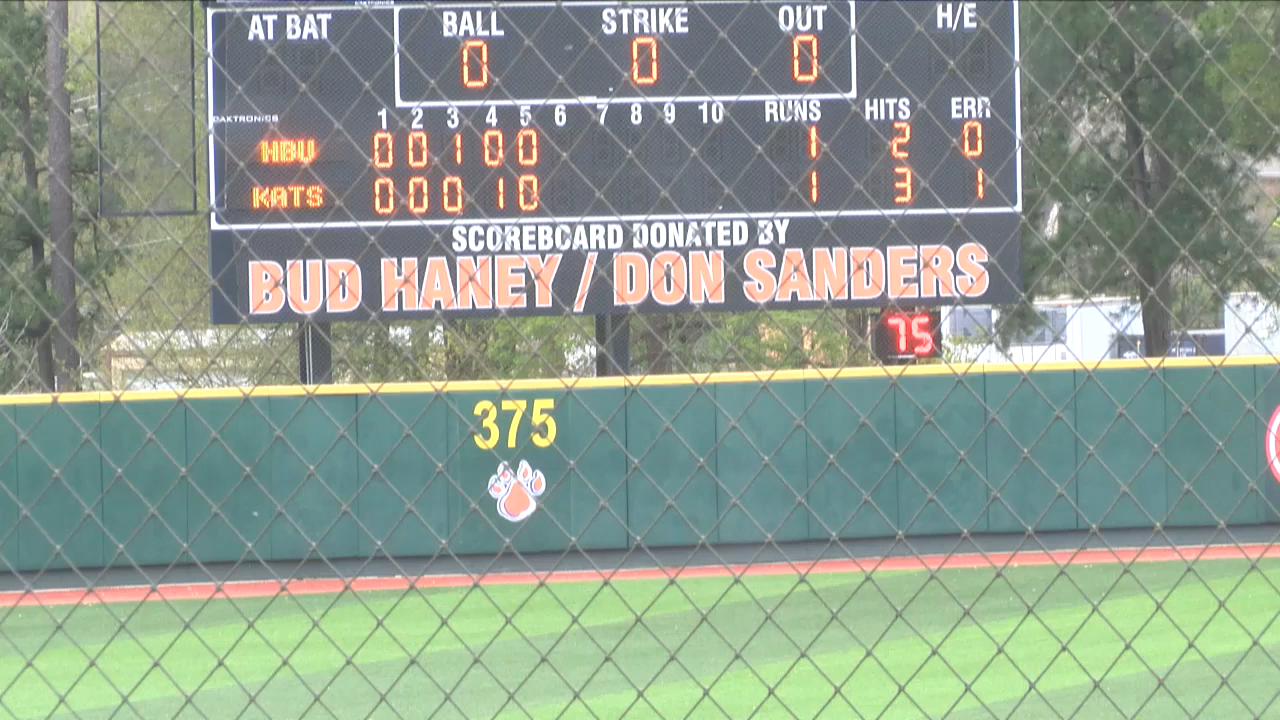 AT BAT BALL STRIKE OUT H/E
0 0 0
DAKTRONICS 1 2 3 4 5 6 7 8 9 10 RUNS HITS ERR
HBU 0 0 1 0 0 1 2 0
KATS 0 0 0 1 0 1 3 1
SCOREBOARD DONATED BY
BUD HANEY / DON SANDERS
75
375